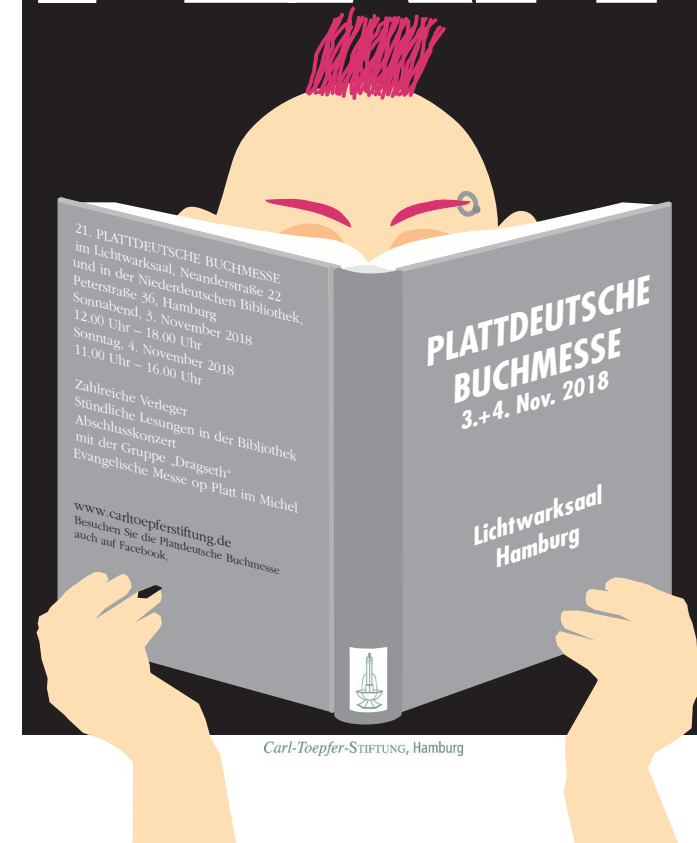 21. PLATTDEUTSCHE BUCHMESSE
im Lichtwarksaal, Neanderstraße 22
und in der Niederdeutschen Bibliothek,
Peterstraße 36, Hamburg
Sonnabend, 3. November 2018
12.00 Uhr – 18.00 Uhr
Sonntag, 4. November 2018
11.00 Uhr – 16.00 Uhr
Zahlreiche Verleger
Stündliche Lesungen in der Bibliothek
Abschlusskonzert
mit der Gruppe „Dragseth“
Evangelische Messe op Platt im Michel
www.carltoepferstiftung.de
Besuchen Sie die Plattdeutsche Buchmesse
auch auf Facebook.
PLATTDEUTSCHE
BUCHMESSE
3.+4. Nov. 2018
Lichtwarksaal
Hamburg
Carl-Toepfer-STIFTUNG, Hamburg